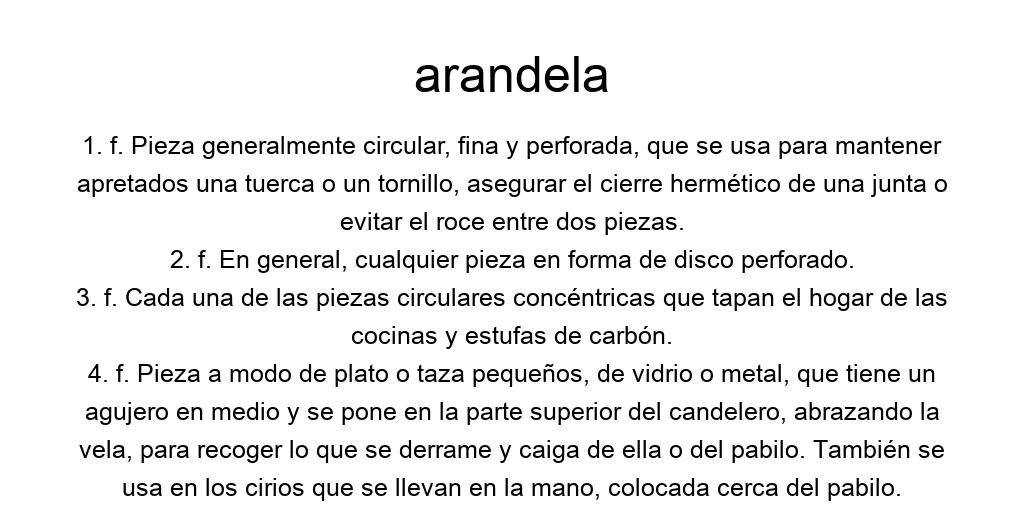 arandela
1. f. Pieza generalmente circular, fina y perforada, que se usa para mantener
apretados una tuerca o un tornillo, asegurar el cierre hermético de una junta o
evitar el roce entre dos piezas.
2. f. En general, cualquier pieza en forma de disco perforado.
3. f. Cada una de las piezas circulares concéntricas que tapan el hogar de las
cocinas y estufas de carbón.
4. f. Pieza a modo de plato o taza pequeños, de vidrio o metal, que tiene un
agujero en medio y se pone en la parte superior del candelero, abrazando la
vela, para recoger lo que se derrame y caiga de ella o del pabilo. También se
usa en los cirios que se llevan en la mano, colocada cerca del pabilo.